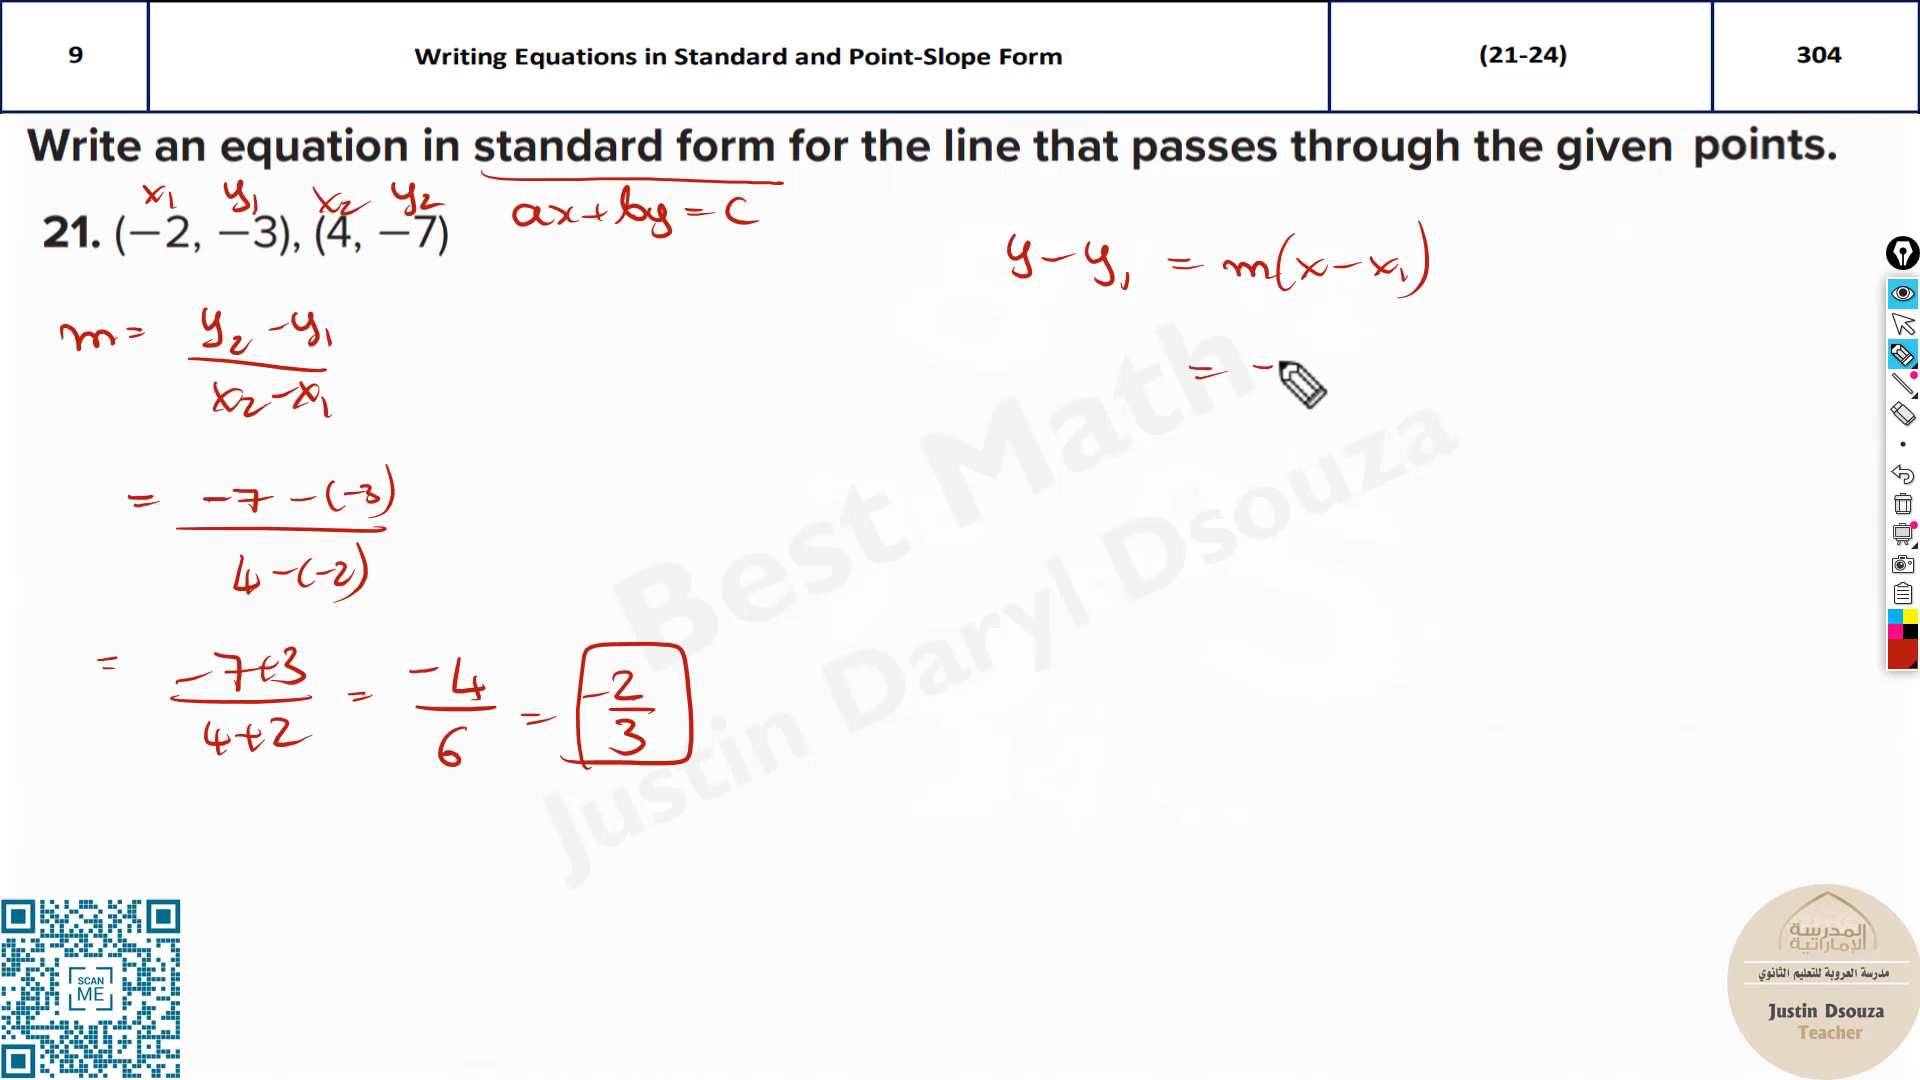 9 Writing Equations in Standard and Point-Slope Form (21-24) 304
Write an equation in standard form for the line that passes through the given points.
x₁ y₁ x₂ y₂
21. (−2, −3), (4, −7)
ax+by=c
y−y₁ = m(x−x₁)
= −
m= y₂−y₁ / x₂−x₁
= −7−(−3) / 4−(−2)
= −7+3 / 4+2 = −4 / 6 = −2 / 3
Best Math
Justin Daryl Dsouza
SCAN
ME
المدرسة
الإماراتية
مدرسة العروبة للتعليم الثانوي
Justin Dsouza
Teacher